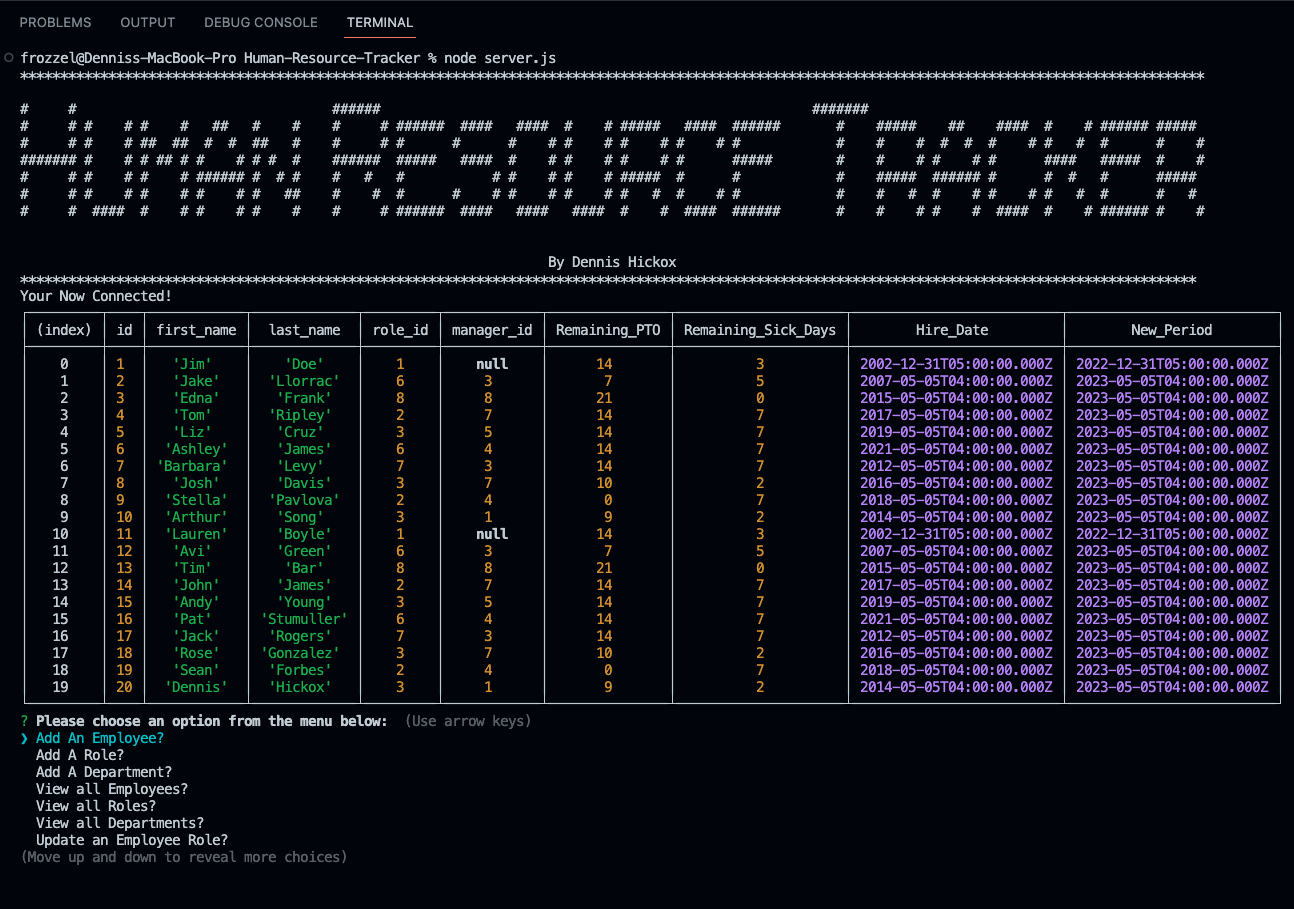 PROBLEMS OUTPUT DEBUG CONSOLE TERMINAL
frozzel@Denniss-MacBook-Pro Human-Resource-Tracker % node server.js
HUMAN RESOURCE TRACKER
By Dennis Hickox
Your Now Connected!
(index) id first_name last_name role_id manager_id Remaining_PTO Remaining_Sick_Days Hire_Date New_Period
0 1 'Jim' 'Doe' 1 null 14 3 2002-12-31T05:00:00.000Z 2022-12-31T05:00:00.000Z
1 2 'Jake' 'Llorrac' 6 3 7 5 2007-05-05T04:00:00.000Z 2023-05-05T04:00:00.000Z
2 3 'Edna' 'Frank' 8 8 21 0 2015-05-05T04:00:00.000Z 2023-05-05T04:00:00.000Z
3 4 'Tom' 'Ripley' 2 7 14 7 2017-05-05T04:00:00.000Z 2023-05-05T04:00:00.000Z
4 5 'Liz' 'Cruz' 3 5 14 7 2019-05-05T04:00:00.000Z 2023-05-05T04:00:00.000Z
5 6 'Ashley' 'James' 6 4 14 7 2021-05-05T04:00:00.000Z 2023-05-05T04:00:00.000Z
6 7 'Barbara' 'Levy' 7 3 14 7 2012-05-05T04:00:00.000Z 2023-05-05T04:00:00.000Z
7 8 'Josh' 'Davis' 3 7 10 2 2016-05-05T04:00:00.000Z 2023-05-05T04:00:00.000Z
8 9 'Stella' 'Pavlova' 2 4 0 7 2018-05-05T04:00:00.000Z 2023-05-05T04:00:00.000Z
9 10 'Arthur' 'Song' 3 1 9 2 2014-05-05T04:00:00.000Z 2023-05-05T04:00:00.000Z
10 11 'Lauren' 'Boyle' 1 null 14 3 2002-12-31T05:00:00.000Z 2022-12-31T05:00:00.000Z
11 12 'Avi' 'Green' 6 3 7 5 2007-05-05T04:00:00.000Z 2023-05-05T04:00:00.000Z
12 13 'Tim' 'Bar' 8 8 21 0 2015-05-05T04:00:00.000Z 2023-05-05T04:00:00.000Z
13 14 'John' 'James' 2 7 14 7 2017-05-05T04:00:00.000Z 2023-05-05T04:00:00.000Z
14 15 'Andy' 'Young' 3 5 14 7 2019-05-05T04:00:00.000Z 2023-05-05T04:00:00.000Z
15 16 'Pat' 'Stumuller' 6 4 14 7 2021-05-05T04:00:00.000Z 2023-05-05T04:00:00.000Z
16 17 'Jack' 'Rogers' 7 3 14 7 2012-05-05T04:00:00.000Z 2023-05-05T04:00:00.000Z
17 18 'Rose' 'Gonzalez' 3 7 10 2 2016-05-05T04:00:00.000Z 2023-05-05T04:00:00.000Z
18 19 'Sean' 'Forbes' 2 4 0 7 2018-05-05T04:00:00.000Z 2023-05-05T04:00:00.000Z
19 20 'Dennis' 'Hickox' 3 1 9 2 2014-05-05T04:00:00.000Z 2023-05-05T04:00:00.000Z
? Please choose an option from the menu below: (Use arrow keys)
❯ Add An Employee?
Add A Role?
Add A Department?
View all Employees?
View all Roles?
View all Departments?
Update an Employee Role?
(Move up and down to reveal more choices)